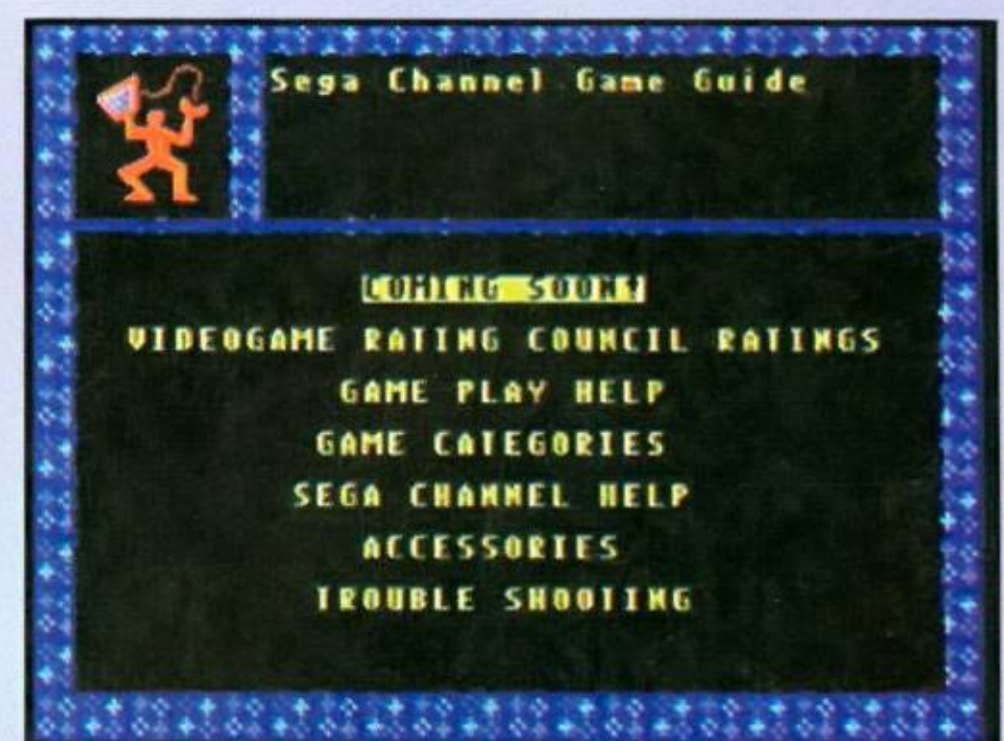 Sega Channel Game Guide
COMING SOON!
VIDEOGAME RATING COUNCIL RATINGS
GAME PLAY HELP
GAME CATEGORIES
SEGA CHANNEL HELP
ACCESSORIES
TROUBLE SHOOTING